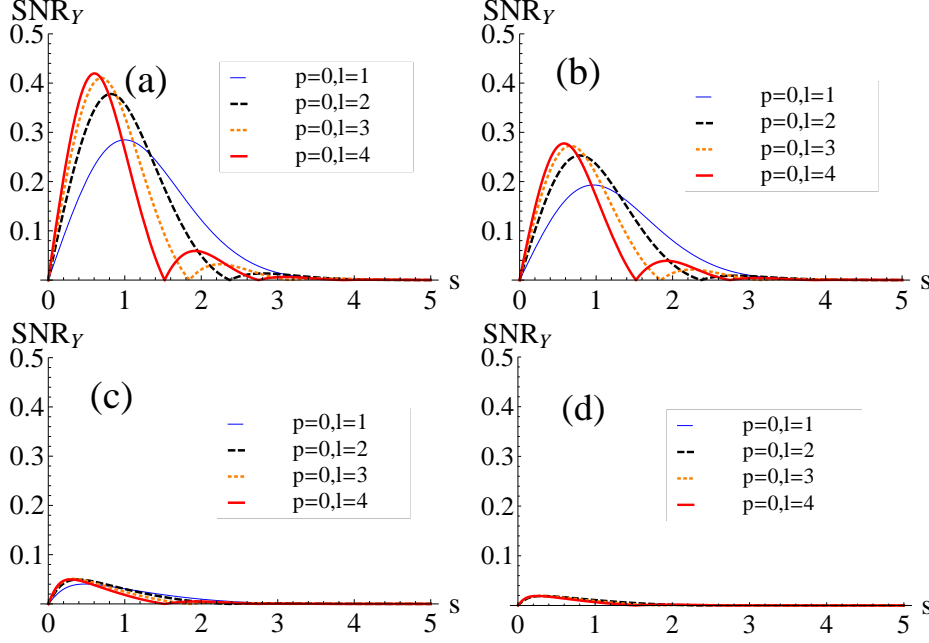 SNR_Y
0.5
0.4
0.3
0.2
0.1
0 1 2 3 4 5 s
(a)
p=0,l=1
p=0,l=2
p=0,l=3
p=0,l=4
SNR_Y
0.5
0.4
0.3
0.2
0.1
0 1 2 3 4 5 s
(b)
p=0,l=1
p=0,l=2
p=0,l=3
p=0,l=4
SNR_Y
0.5
0.4
0.3
0.2
0.1
0 1 2 3 4 5 s
(c)
p=0,l=1
p=0,l=2
p=0,l=3
p=0,l=4
SNR_Y
0.5
0.4
0.3
0.2
0.1
0 1 2 3 4 5 s
(d)
p=0,l=1
p=0,l=2
p=0,l=3
p=0,l=4